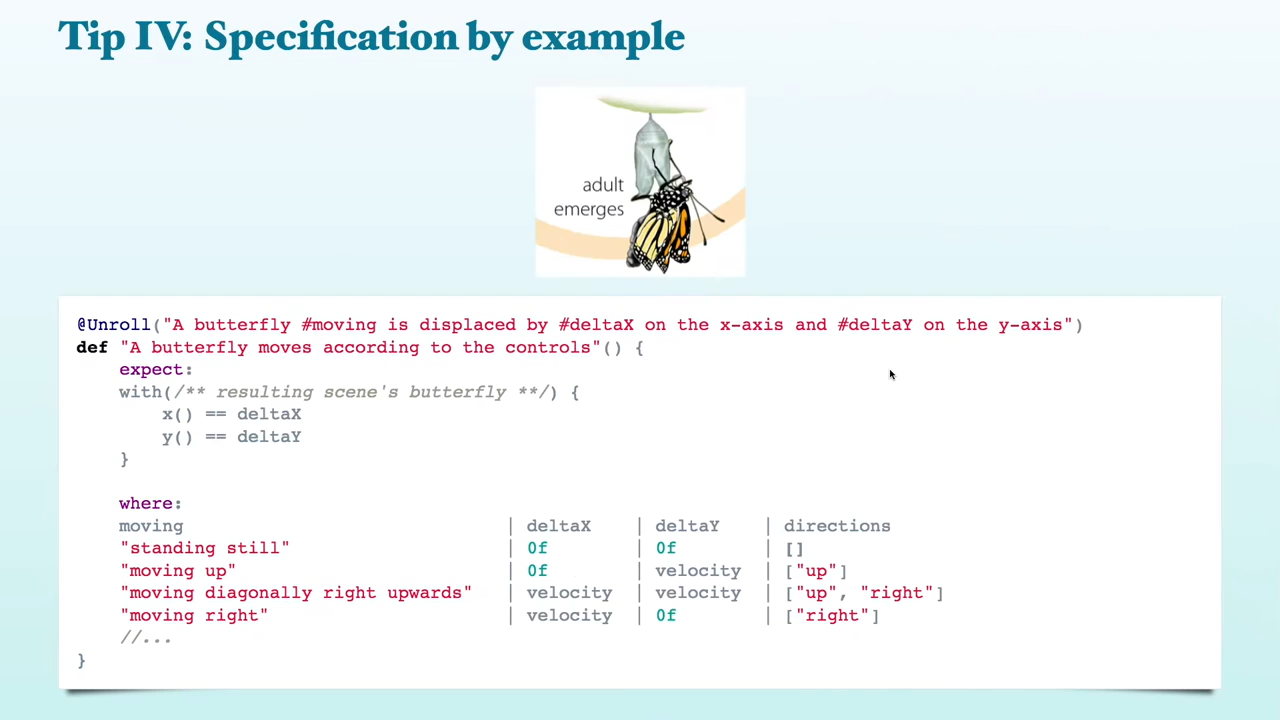 Tip IV: Specification by example
adult
emerges
@Unroll("A butterfly #moving is displaced by #deltaX on the x-axis and #deltaY on the y-axis")
def "A butterfly moves according to the controls"() {
    expect:
    with(/** resulting scene's butterfly **/) {
        x() == deltaX
        y() == deltaY
    }
    where:
    moving | deltaX | deltaY | directions
    "standing still" | 0f | 0f | []
    "moving up" | 0f | velocity | ["up"]
    "moving diagonally right upwards" | velocity | velocity | ["up", "right"]
    "moving right" | velocity | 0f | ["right"]
    //...
}